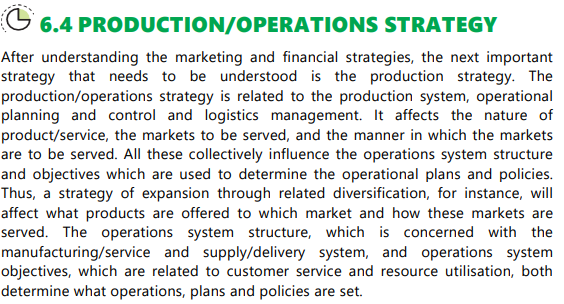 6.4 PRODUCTION/OPERATIONS STRATEGY
After understanding the marketing and financial strategies, the next important
strategy that needs to be understood is the production strategy. The
production/operations strategy is related to the production system, operational
planning and control and logistics management. It affects the nature of
product/service, the markets to be served, and the manner in which the markets
are to be served. All these collectively influence the operations system structure
and objectives which are used to determine the operational plans and policies.
Thus, a strategy of expansion through related diversification, for instance, will
affect what products are offered to which market and how these markets are
served. The operations system structure, which is concerned with the
manufacturing/service and supply/delivery system, and operations system
objectives, which are related to customer service and resource utilisation, both
determine what operations, plans and policies are set.